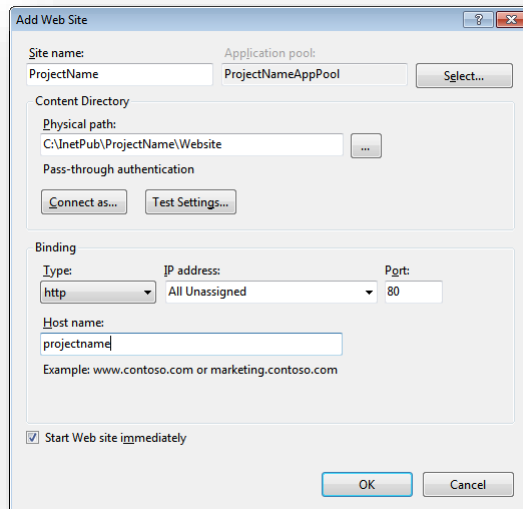 Add Web Site
?
Site name:
Application pool:
ProjectName
ProjectNameAppPool
Select...
Content Directory
Physical path:
C:\InetPub\ProjectName\Website
...
Pass-through authentication
Connect as...
Test Settings...
Binding
Type:
IP address:
Port:
http
All Unassigned
80
Host name:
projectname
Example: www.contoso.com or marketing.contoso.com
Start Web site immediately
OK
Cancel